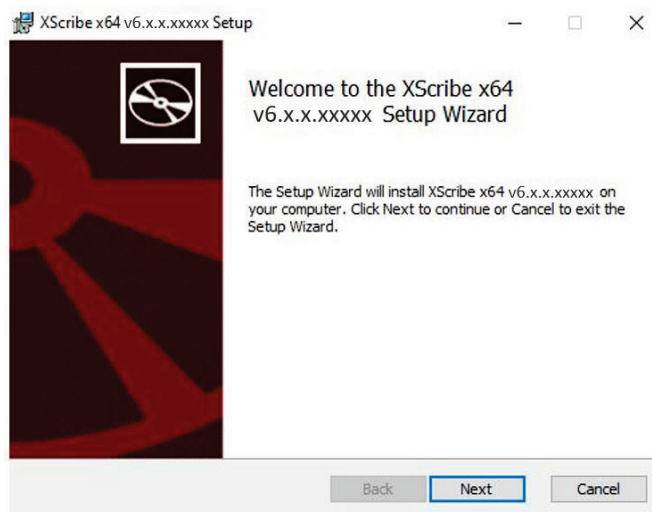 XScribe x64 v6.x.x.xxxxx Setup
Welcome to the XScribe x64
v6.x.x.xxxxx Setup Wizard
The Setup Wizard will install XScribe x64 v6.x.x.xxxxx on
your computer. Click Next to continue or Cancel to exit the
Setup Wizard.
Back Next Cancel